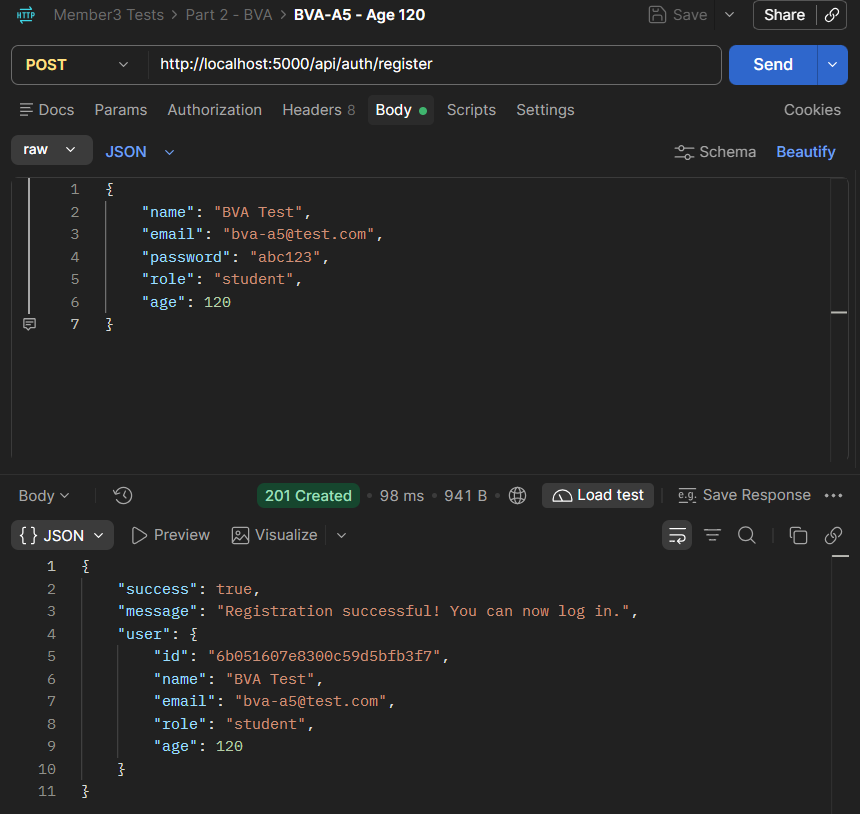 HTTP Member3 Tests > Part 2 - BVA > BVA-A5 - Age 120 Save Share
POST http://localhost:5000/api/auth/register Send
Docs Params Authorization Headers 8 Body Scripts Settings Cookies
raw JSON Schema Beautify
1 {
2 "name": "BVA Test",
3 "email": "bva-a5@test.com",
4 "password": "abc123",
5 "role": "student",
6 "age": 120
7 }
Body 201 Created • 98 ms • 941 B • Load test e.g. Save Response
{} JSON Preview Visualize
1 {
2 "success": true,
3 "message": "Registration successful! You can now log in.",
4 "user": {
5 "id": "6b051607e8300c59d5bfb3f7",
6 "name": "BVA Test",
7 "email": "bva-a5@test.com",
8 "role": "student",
9 "age": 120
10 }
11 }